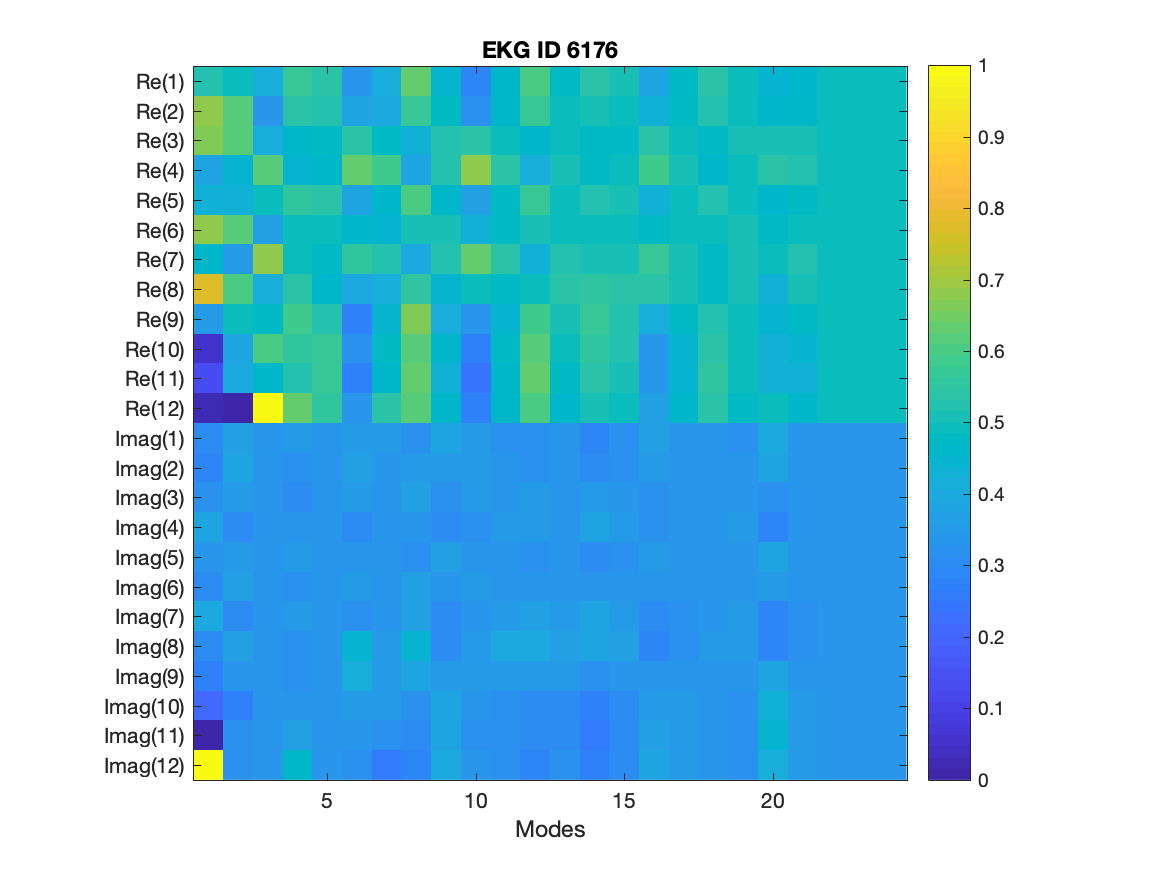 EKG ID 6176
Re(1)
Re(2)
Re(3)
Re(4)
Re(5)
Re(6)
Re(7)
Re(8)
Re(9)
Re(10)
Re(11)
Re(12)
Imag(1)
Imag(2)
Imag(3)
Imag(4)
Imag(5)
Imag(6)
Imag(7)
Imag(8)
Imag(9)
Imag(10)
Imag(11)
Imag(12)
5 10 15 20
Modes
1
0.9
0.8
0.7
0.6
0.5
0.4
0.3
0.2
0.1
0